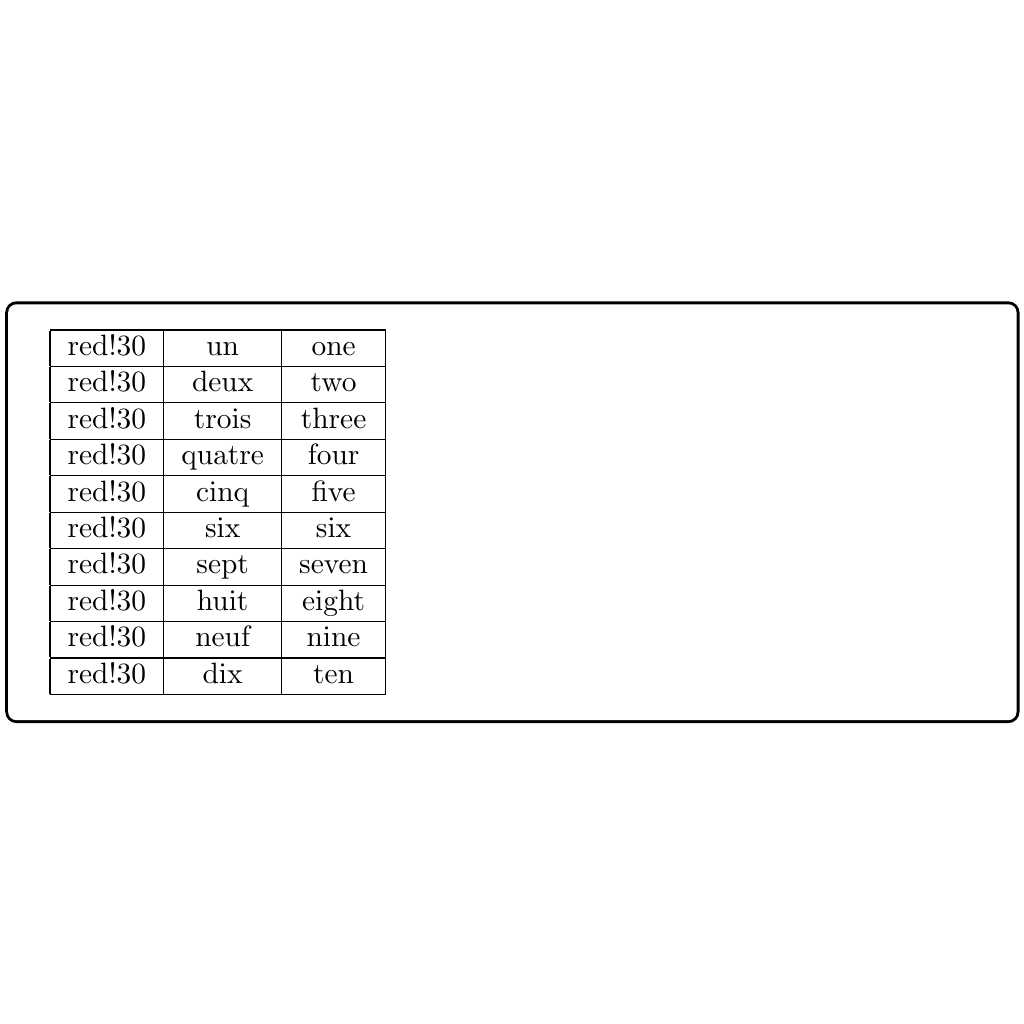 red!30 un one
red!30 deux two
red!30 trois three
red!30 quatre four
red!30 cinq five
red!30 six six
red!30 sept seven
red!30 huit eight
red!30 neuf nine
red!30 dix ten